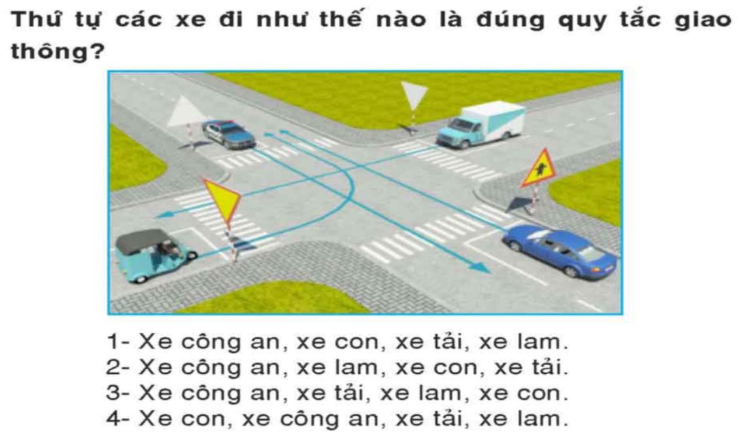 Thứ tự các xe đi như thế nào là đúng quy tắc giao
thông?
1- Xe công an, xe con, xe tải, xe lam.
2- Xe công an, xe lam, xe con, xe tải.
3- Xe công an, xe tải, xe lam, xe con.
4- Xe con, xe công an, xe tải, xe lam.